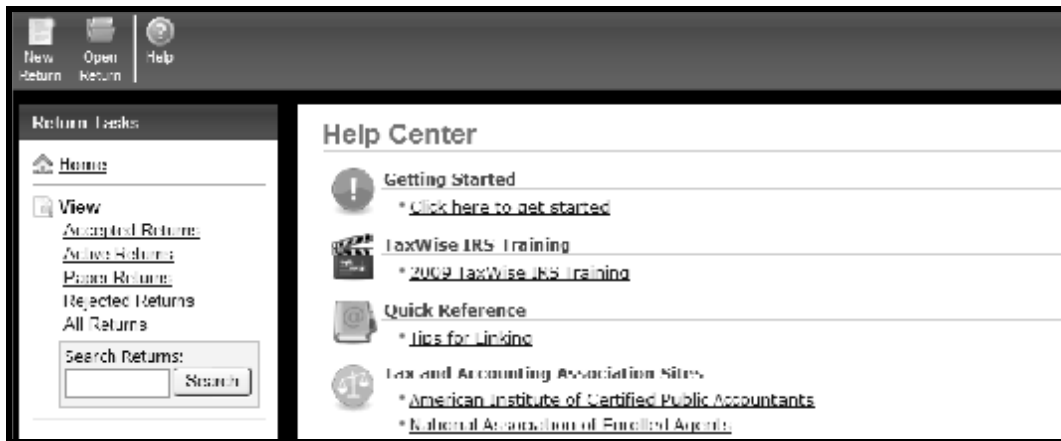 New Return
Open Return
Help
Return Tasks
Home
View
Accepted Returns
Active Returns
Paper Returns
Rejected Returns
All Returns
Search Returns:
Search
Help Center
Getting Started
Click here to get started
TaxWise IRS Training
2009 TaxWise IRS Training
Quick Reference
Tips for Linking
Tax and Accounting Association Sites
American Institute of Certified Public Accountants
National Association of Enrolled Agents